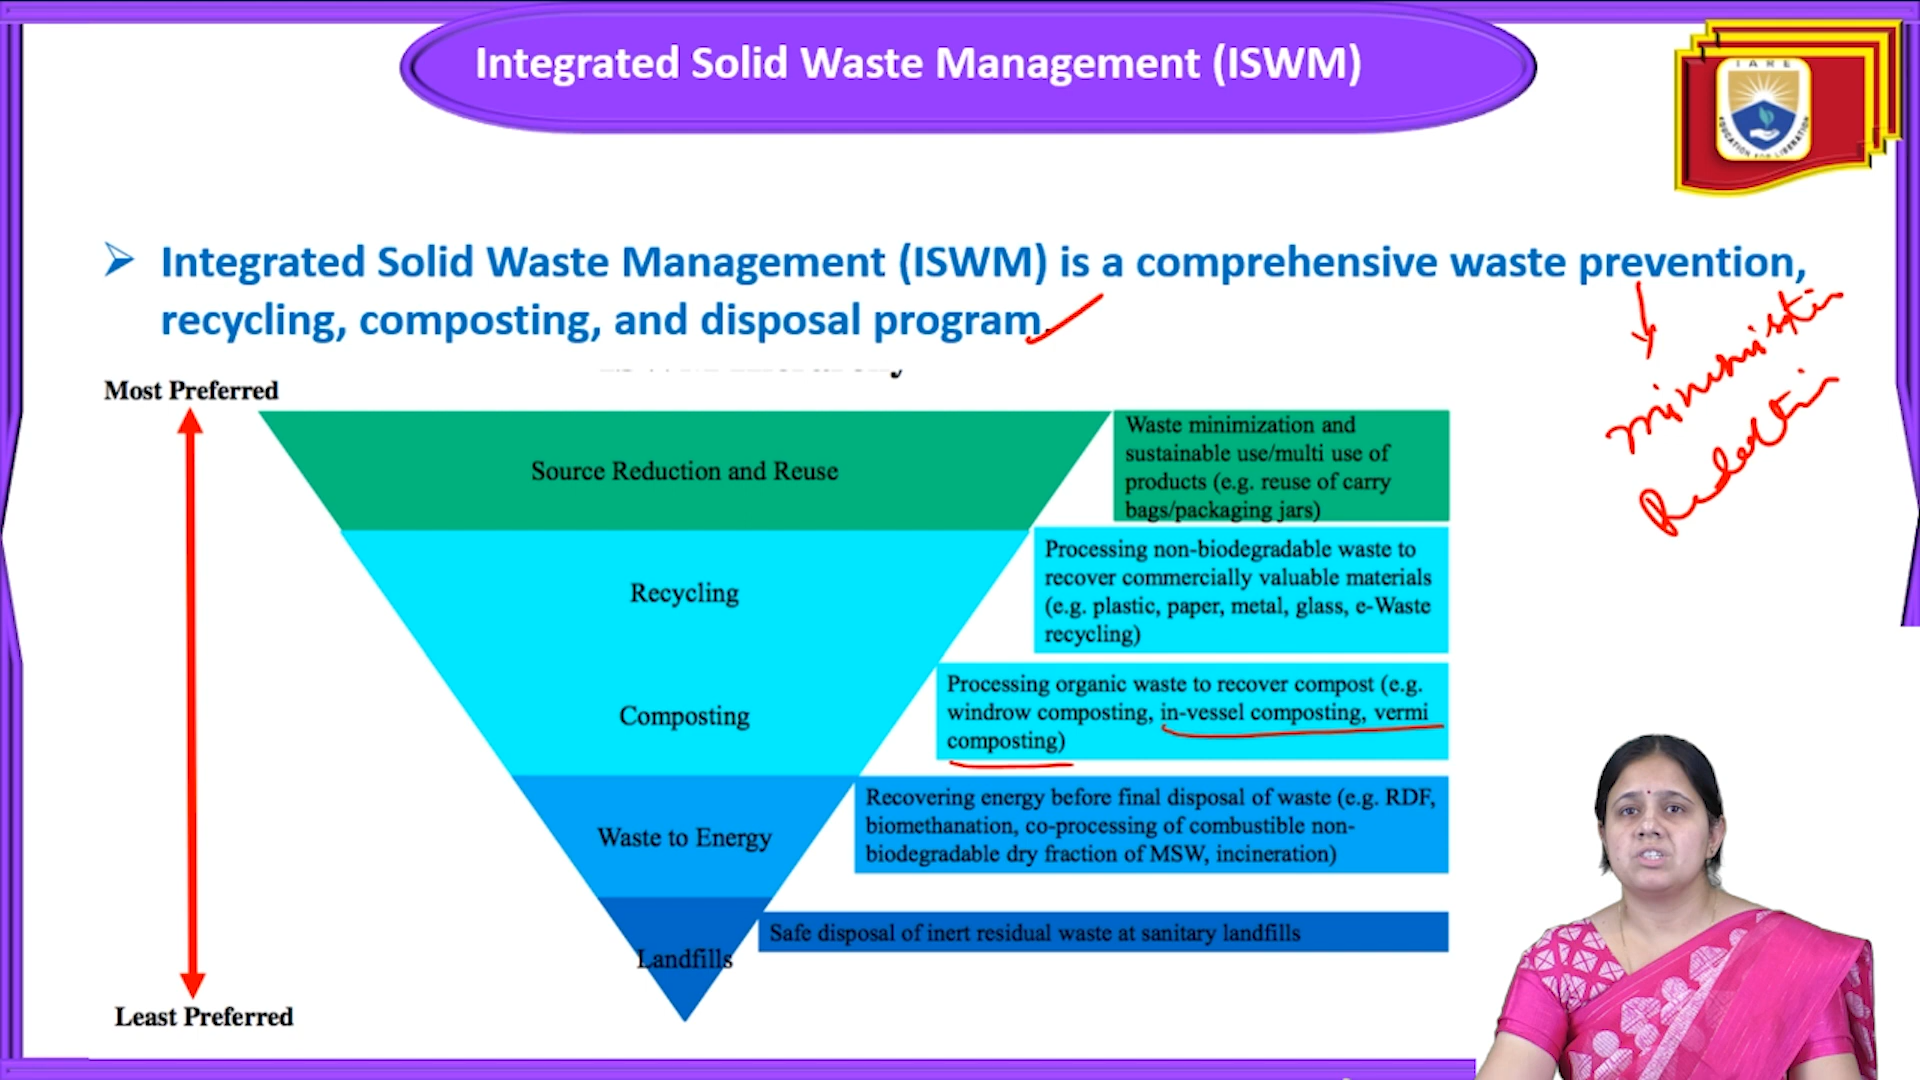 Integrated Solid Waste Management (ISWM)
IARE
EDUCATION FOR LIBERATION
Integrated Solid Waste Management (ISWM) is a comprehensive waste prevention,
recycling, composting, and disposal program.
Most Preferred
Source Reduction and Reuse
Waste minimization and
sustainable use/multi use of
products (e.g. reuse of carry
bags/packaging jars)
Recycling
Processing non-biodegradable waste to
recover commercially valuable materials
(e.g. plastic, paper, metal, glass, e-Waste
recycling)
Composting
Processing organic waste to recover compost (e.g.
windrow composting, in-vessel composting, vermi
composting)
Waste to Energy
Recovering energy before final disposal of waste (e.g. RDF,
biomethanation, co-processing of combustible non-
biodegradable dry fraction of MSW, incineration)
Landfills
Safe disposal of inert residual waste at sanitary landfills
Least Preferred